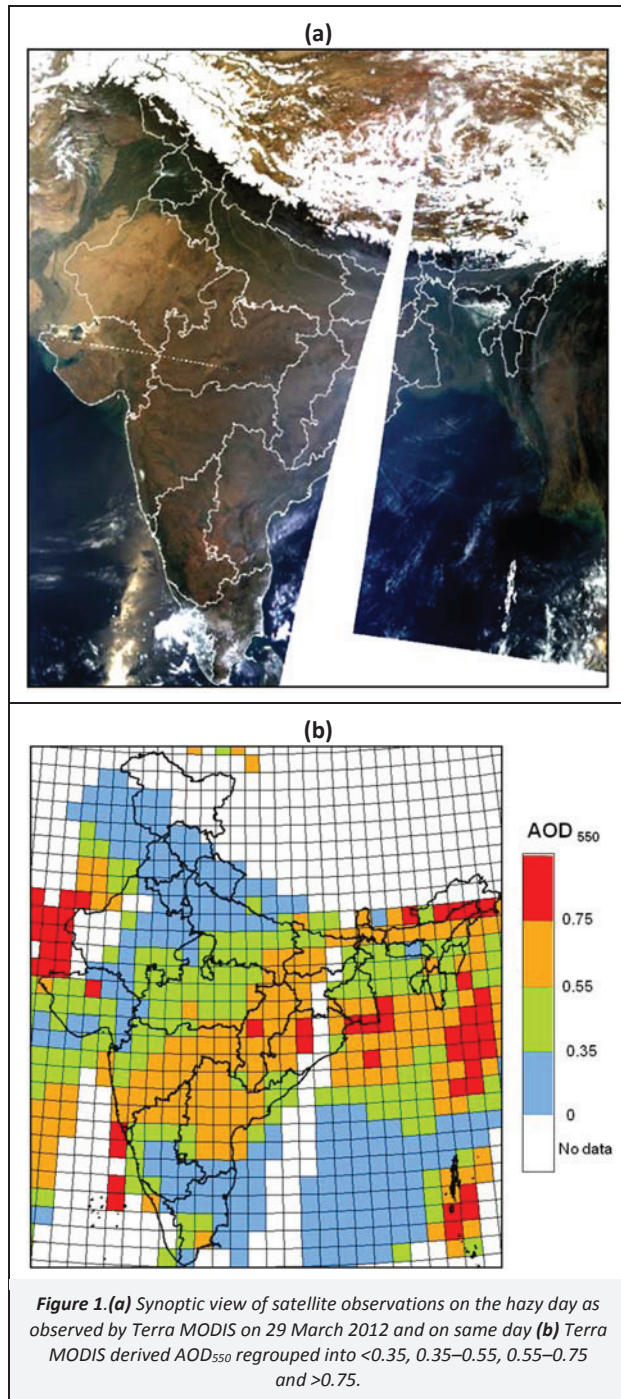 (a)
(b)
AOD 550
0.75
0.55
0.35
0
No data
Figure 1.(a) Synoptic view of satellite observations on the hazy day as
observed by Terra MODIS on 29 March 2012 and on same day (b) Terra
MODIS derived AOD550 regrouped into <0.35, 0.35–0.55, 0.55–0.75
and >0.75.